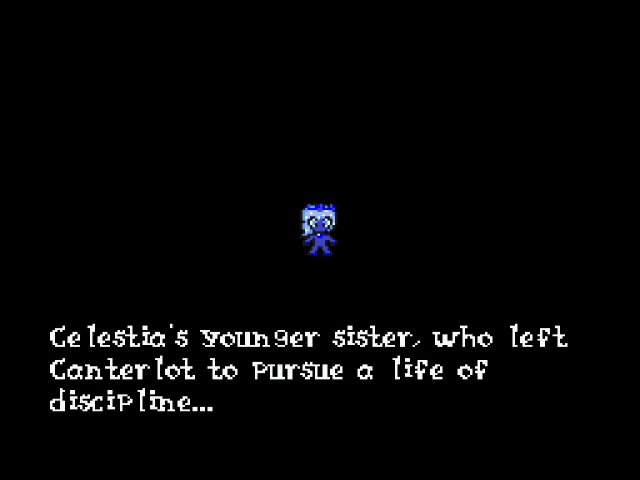 Celestia's younger sister, who left
Canterlot to pursue a life of
discipline...